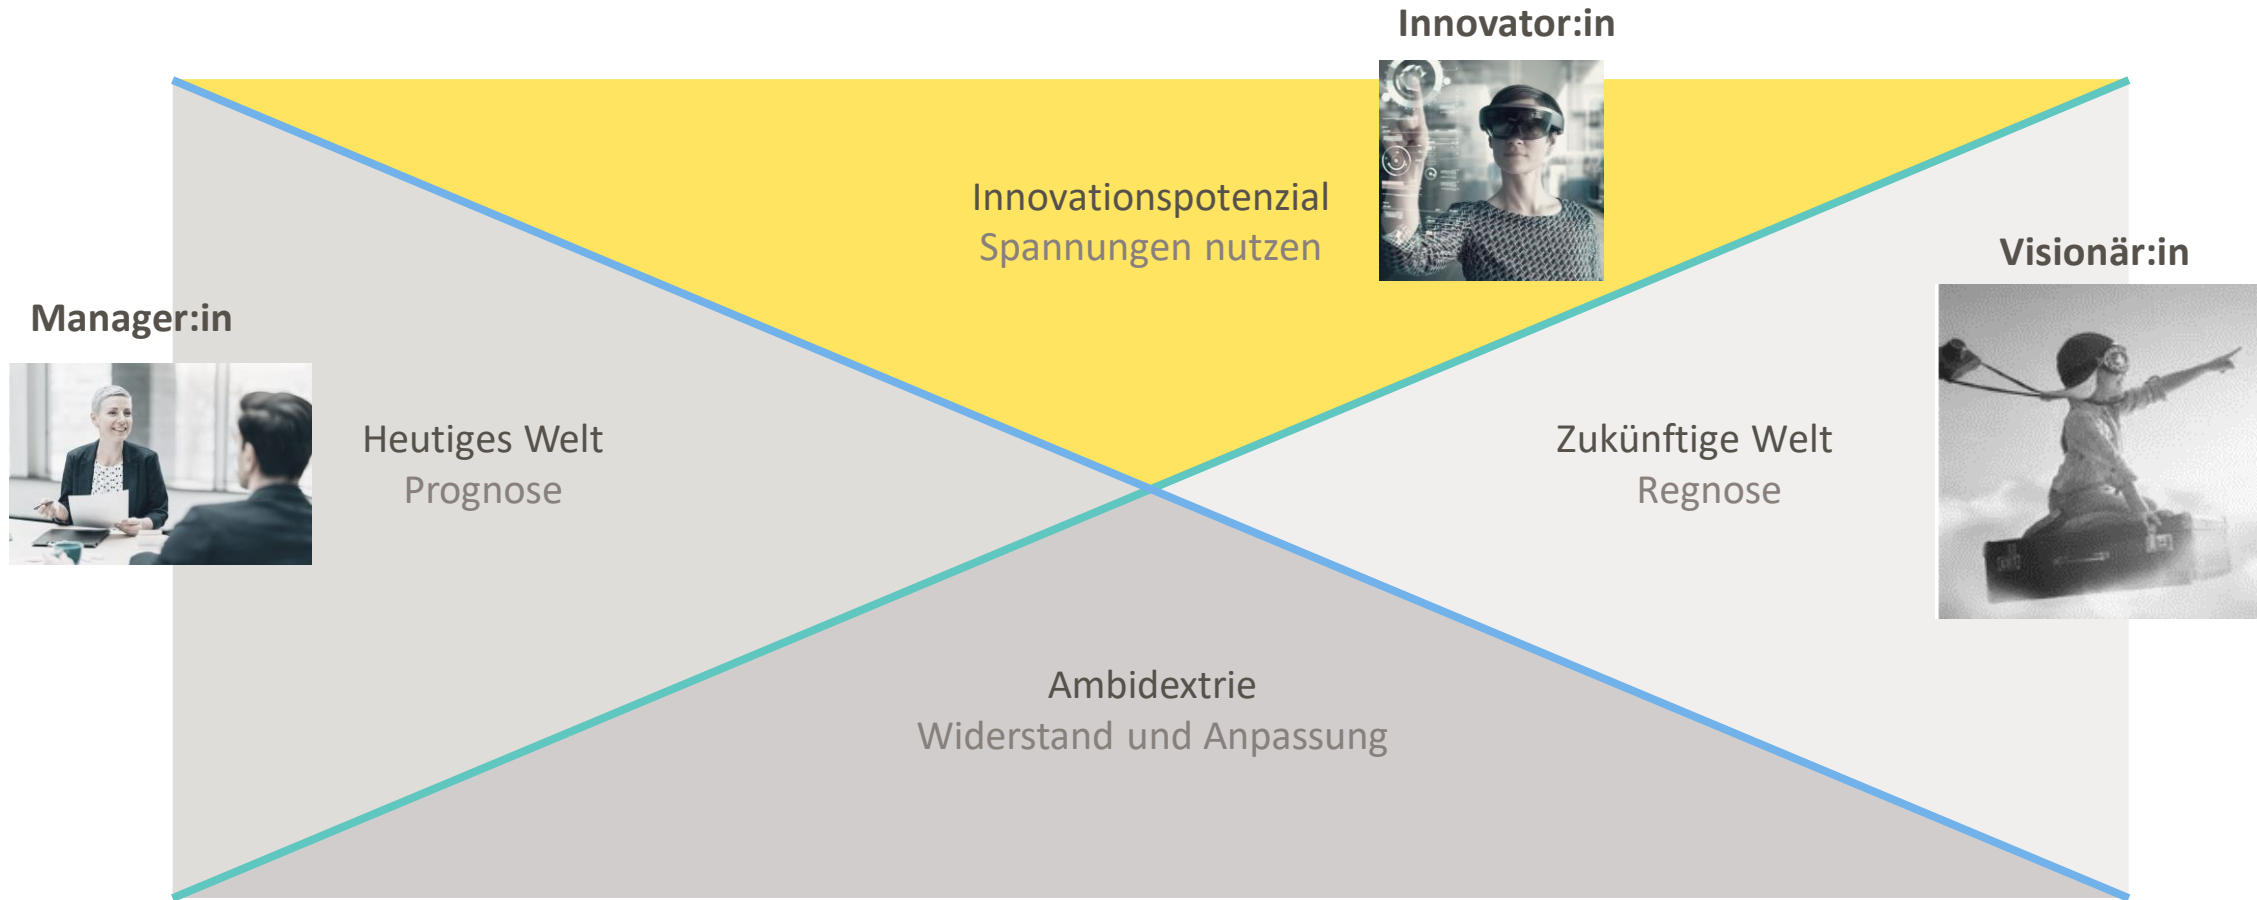 Innovator:in
Innovationspotenzial
Spannungen nutzen
Visionär:in
Manager:in
Heutiges Welt
Prognose
Zukünftige Welt
Regnose
Ambidextrie
Widerstand und Anpassung